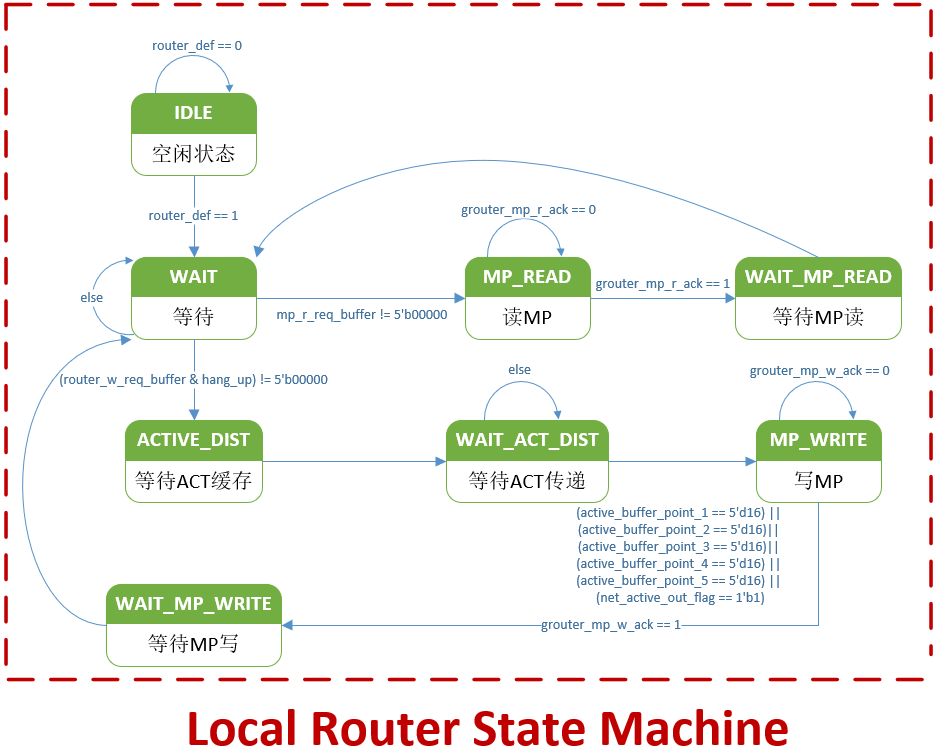 router_def == 0
IDLE
空闲状态
router_def == 1
grouter_mp_r_ack == 0
WAIT
等待
else
mp_r_req_buffer != 5'b00000
MP_READ
读MP
grouter_mp_r_ack == 1
WAIT_MP_READ
等待MP读
(router_w_req_buffer & hang_up) != 5'b00000
else
grouter_mp_w_ack == 0
ACTIVE_DIST
等待ACT缓存
WAIT_ACT_DIST
等待ACT传递
MP_WRITE
写MP
(active_buffer_point_1 == 5'd16) ||
(active_buffer_point_2 == 5'd16)||
(active_buffer_point_3 == 5'd16)||
(active_buffer_point_4 == 5'd16) ||
(active_buffer_point_5 == 5'd16) ||
(net_active_out_flag == 1'b1)
WAIT_MP_WRITE
等待MP写
grouter_mp_w_ack == 1
Local Router State Machine